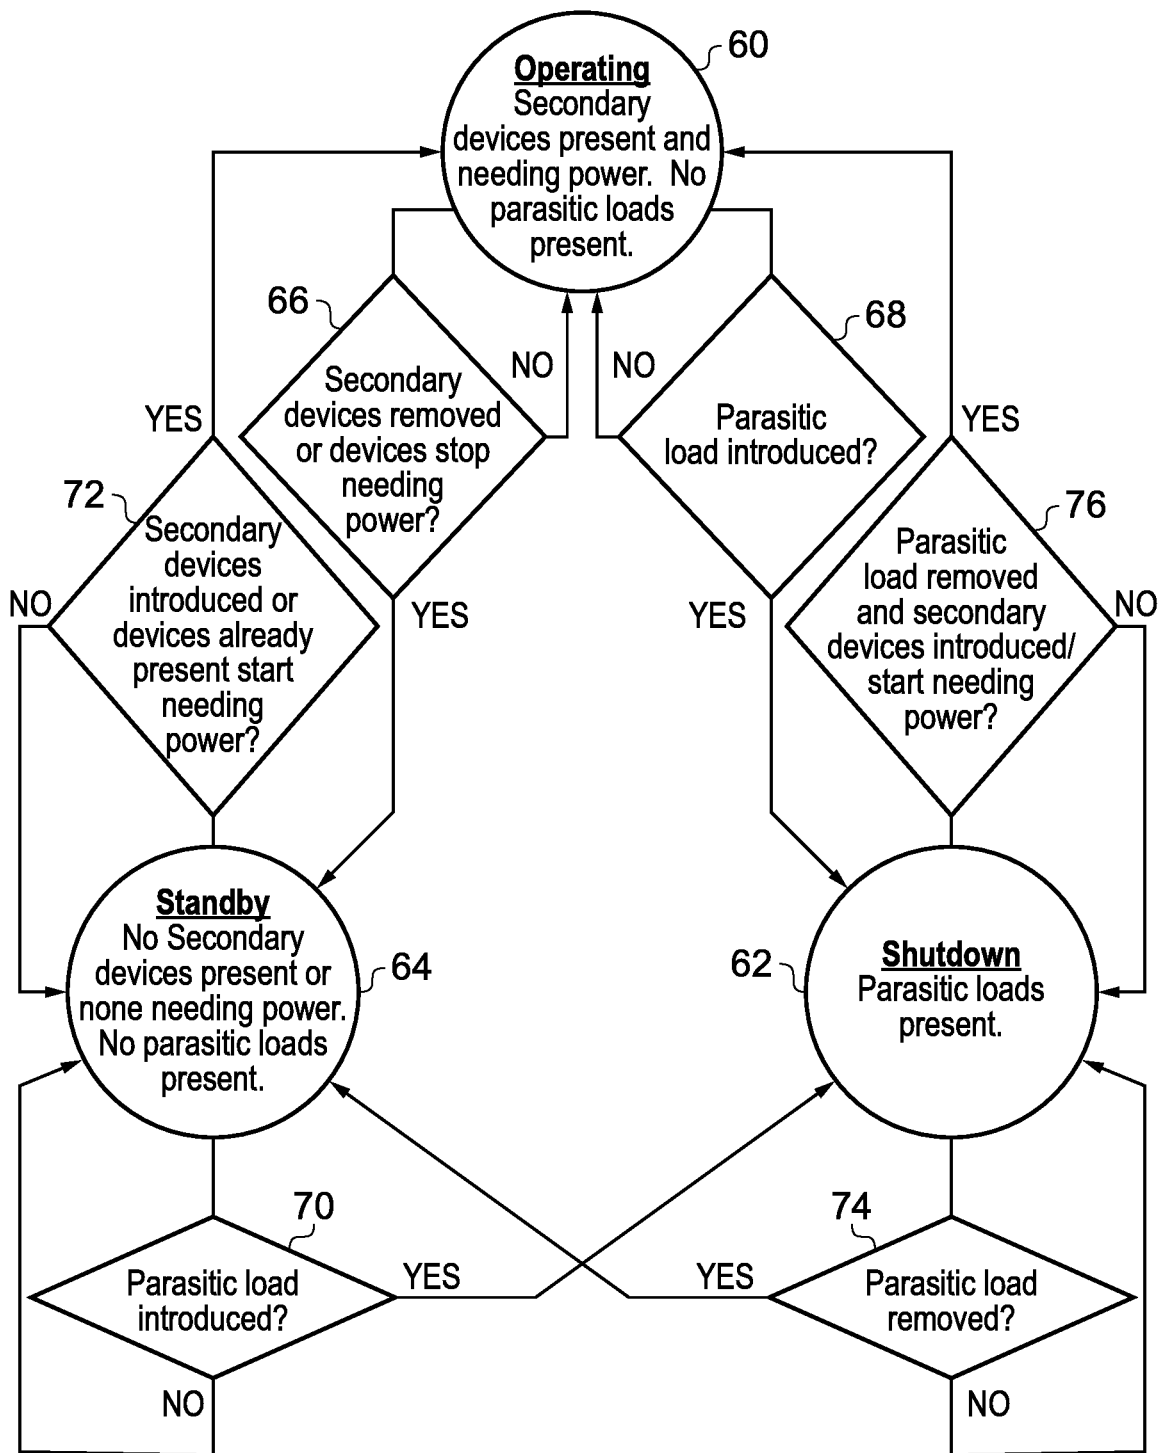 60
Operating
Secondary
devices present and
needing power. No
parasitic loads
present.
66
68
NO
NO
Secondary
devices removed
or devices stop
needing
power?
Parasitic
load introduced?
YES
YES
72
76
Secondary
devices
introduced or
devices already
present start
needing
power?
Parasitic
load removed
and secondary
devices introduced/
start needing
power?
NO
YES
YES
NO
Standby
No Secondary
devices present or
none needing power.
No parasitic loads
present.
64
62
Shutdown
Parasitic loads
present.
70
74
Parasitic load
introduced?
YES
YES
Parasitic load
removed?
NO
NO